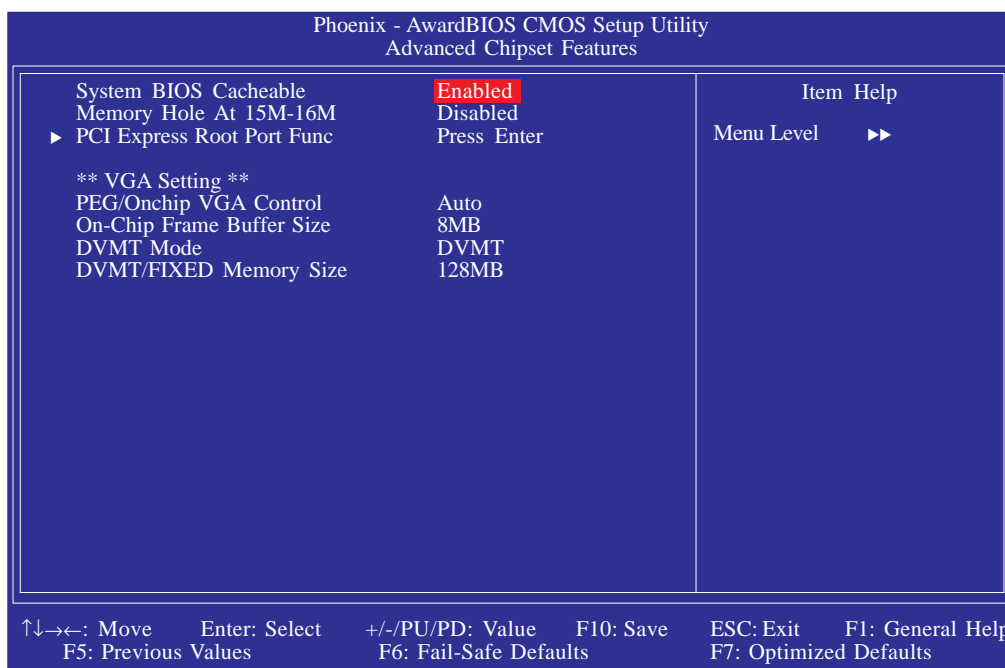 Phoenix - AwardBIOS CMOS Setup Utility
Advanced Chipset Features
System BIOS Cacheable Enabled
Memory Hole At 15M-16M Disabled
▶ PCI Express Root Port Func Press Enter
** VGA Setting **
PEG/Onchip VGA Control Auto
On-Chip Frame Buffer Size 8MB
DVMT Mode DVMT
DVMT/FIXED Memory Size 128MB
Item Help
Menu Level ▶▶
↑↓→←: Move Enter: Select +/-/PU/PD: Value F10: Save ESC: Exit F1: General Help
F5: Previous Values F6: Fail-Safe Defaults F7: Optimized Defaults